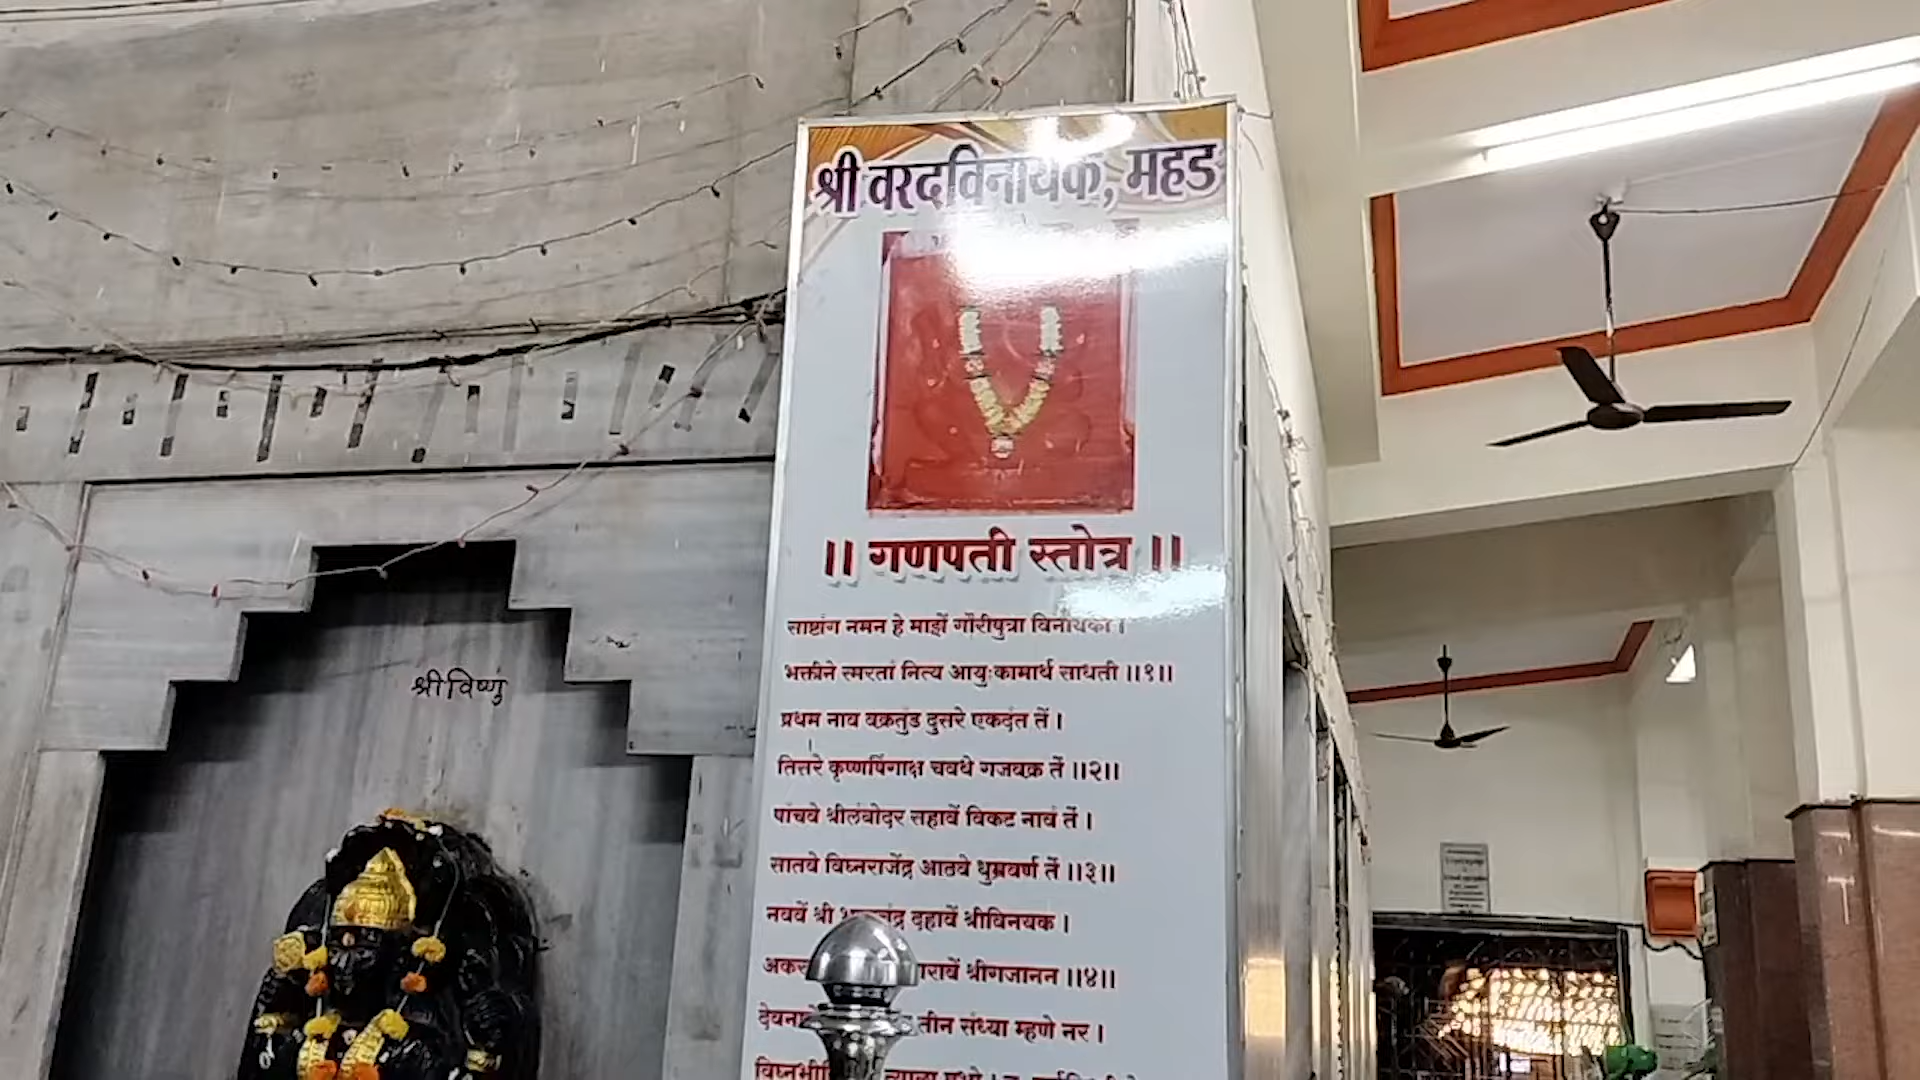 श्री वरदविनायक, महड
॥ गणपती स्तोत्र ॥
साष्टांग नमन हे माझें गौरीपुत्रा विनायका ।
भक्तीने स्मरतां नित्य आयुःकामार्थ साधती ॥१॥
प्रथम नाव वक्रतुंड दुसरे एकदंत तें ।
तिसरे कृष्णपिंगाक्ष चवथे गजवक्र तें ॥२॥
पांचवे श्रीलंबोदर सहावें विकट नावं तें ।
सातवे विघ्नराजेंद्र आठवे धुम्रवर्ण तें ॥३॥
नववें श्री दहावें श्रीविनयक ।
श्रीगजानन ॥४॥
तीन संध्या म्हणे नर ।
श्री विष्णु